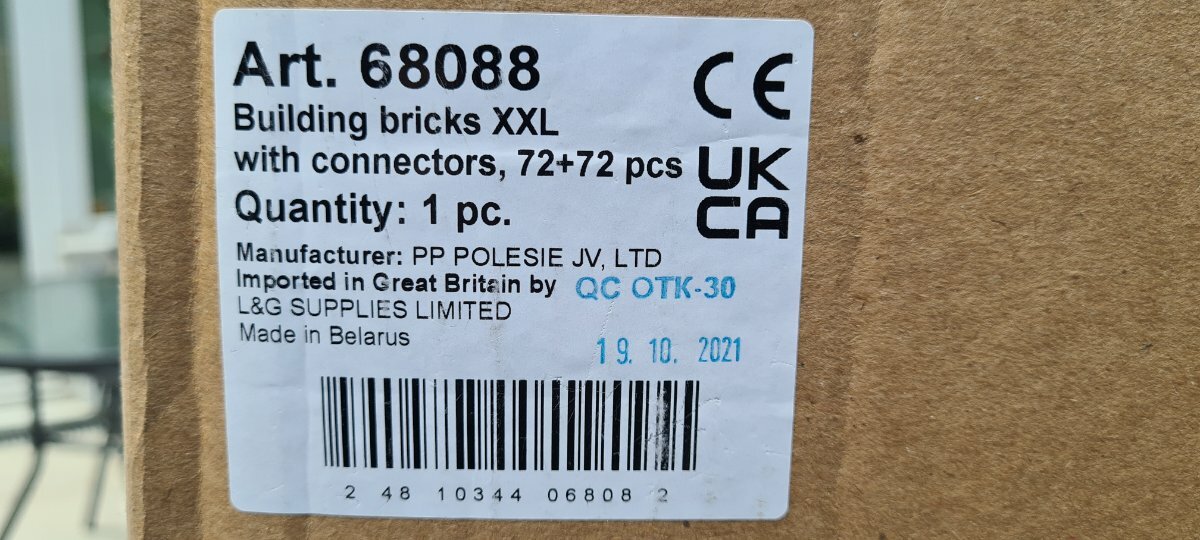 Art. 68088
CE
Building bricks XXL
with connectors, 72+72 pcs
UK
CA
Quantity: 1 pc.
Manufacturer: PP POLESIE JV, LTD
Imported in Great Britain by
QC OTK-30
L&G SUPPLIES LIMITED
Made in Belarus
19. 10. 2021
2 48 10344 06808 2